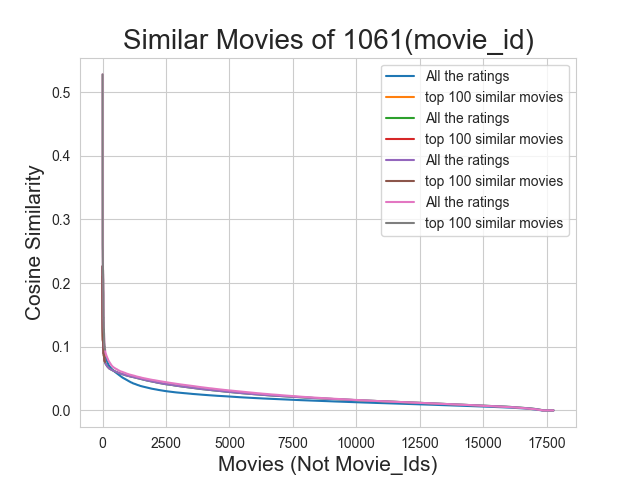 Similar Movies of 1061(movie_id)
All the ratings
top 100 similar movies
All the ratings
top 100 similar movies
All the ratings
top 100 similar movies
All the ratings
top 100 similar movies
Cosine Similarity
0.5
0.4
0.3
0.2
0.1
0.0
0 2500 5000 7500 10000 12500 15000 17500
Movies (Not Movie_Ids)